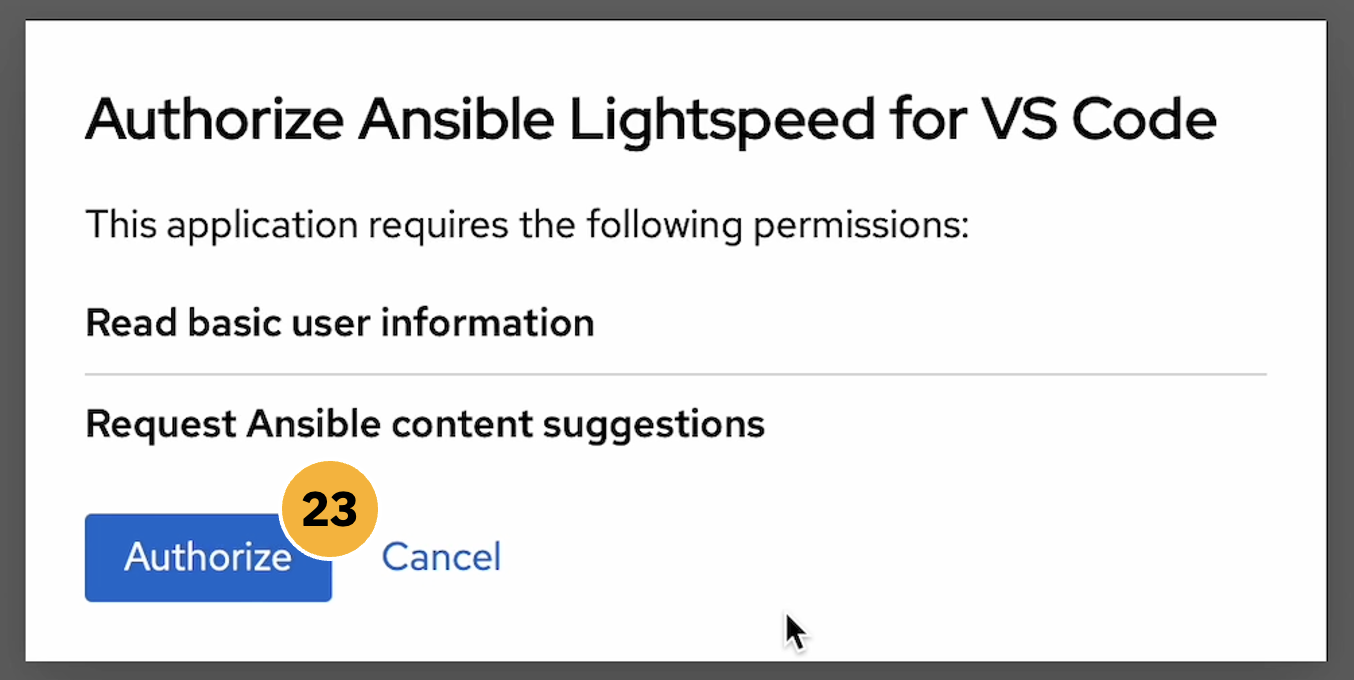 Authorize Ansible Lightspeed for VS Code
This application requires the following permissions:
Read basic user information
Request Ansible content suggestions
23
Authorize Cancel